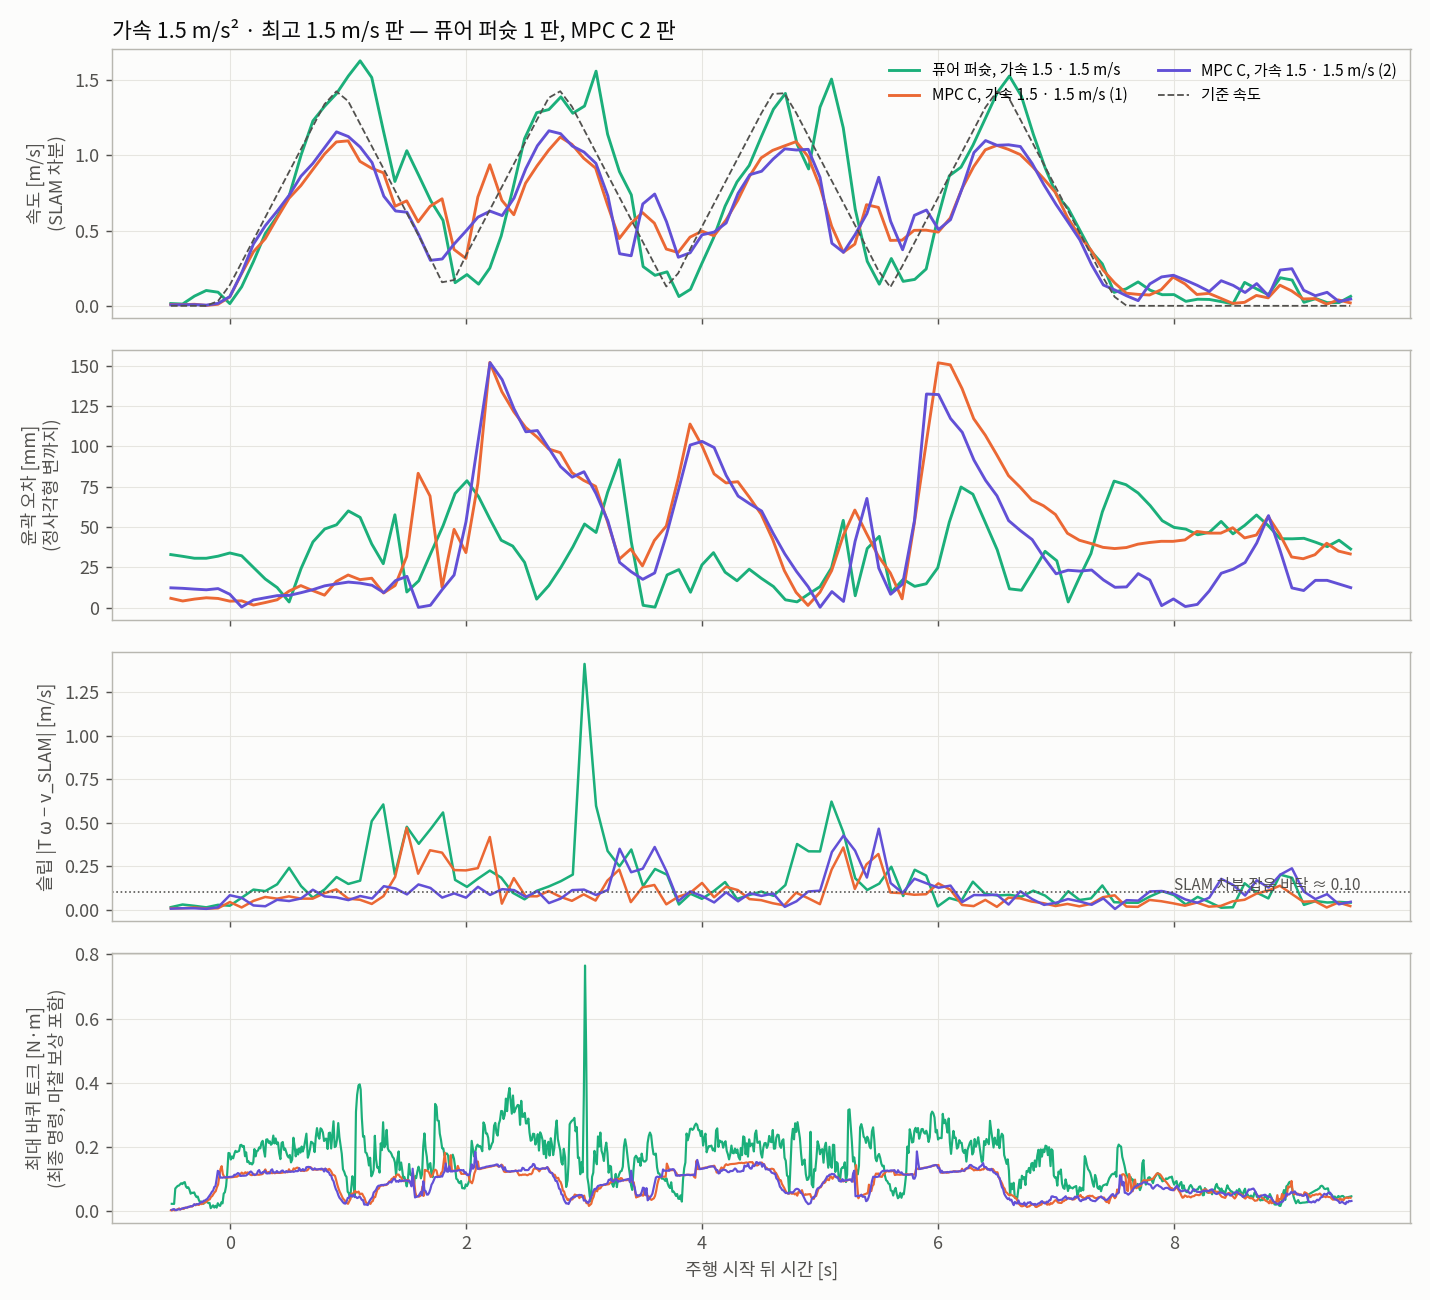 가속 1.5 m/s² · 최고 1.5 m/s 판 — 퓨어 퍼슛 1 판, MPC C 2 판
퓨어 퍼슛, 가속 1.5 · 1.5 m/s
MPC C, 가속 1.5 · 1.5 m/s (1)
MPC C, 가속 1.5 · 1.5 m/s (2)
기준 속도
속도 [m/s]
(SLAM 차분)
1.5
1.0
0.5
0.0
윤곽 오차 [mm]
(정사각형 변까지)
150
125
100
75
50
25
0
슬립 |T ω − v_SLAM| [m/s]
1.25
1.00
0.75
0.50
0.25
0.00
SLAM 차분 잡음 바닥 ≈ 0.10
최대 바퀴 토크 [N·m]
(최종 명령, 마찰 보상 포함)
0.8
0.6
0.4
0.2
0.0
0 2 4 6 8
주행 시작 뒤 시간 [s]